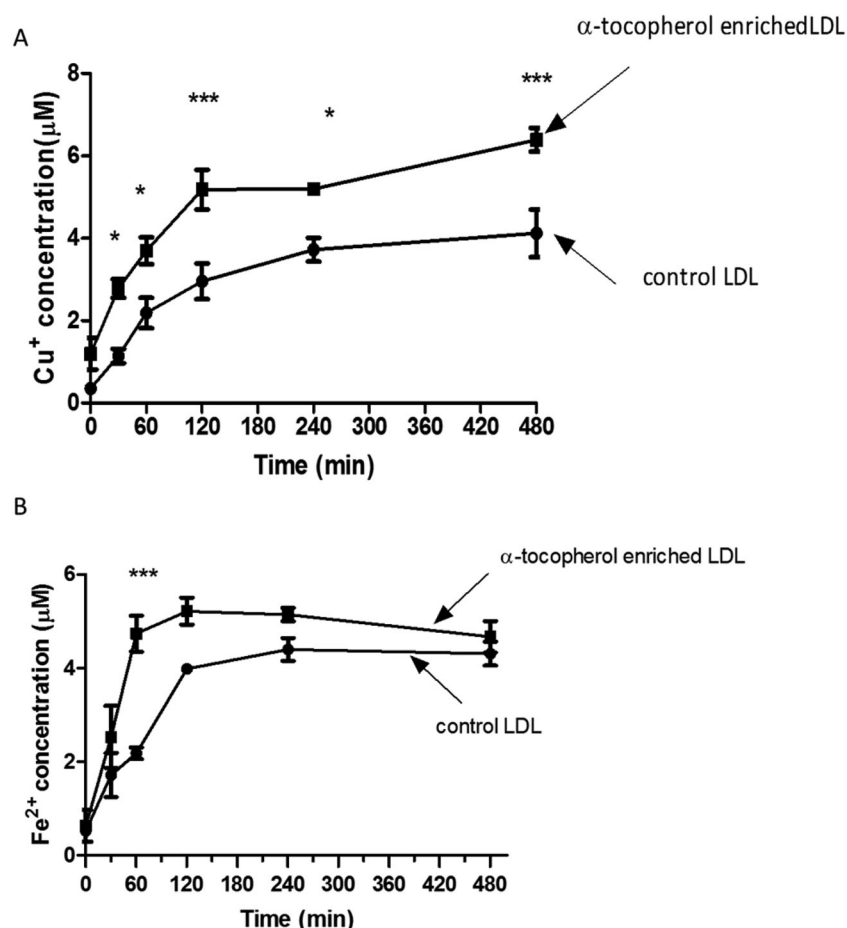 A
α-tocopherol enrichedLDL
8
***
***
*
6
*
*
4
control LDL
2
0
Cu⁺ concentration(μM)
0 60 120 180 240 300 360 420 480
Time (min)
B
α-tocopherol enriched LDL
6
***
4
control LDL
2
0
Fe²⁺ concentration (μM)
0 60 120 180 240 300 360 420 480
Time (min)